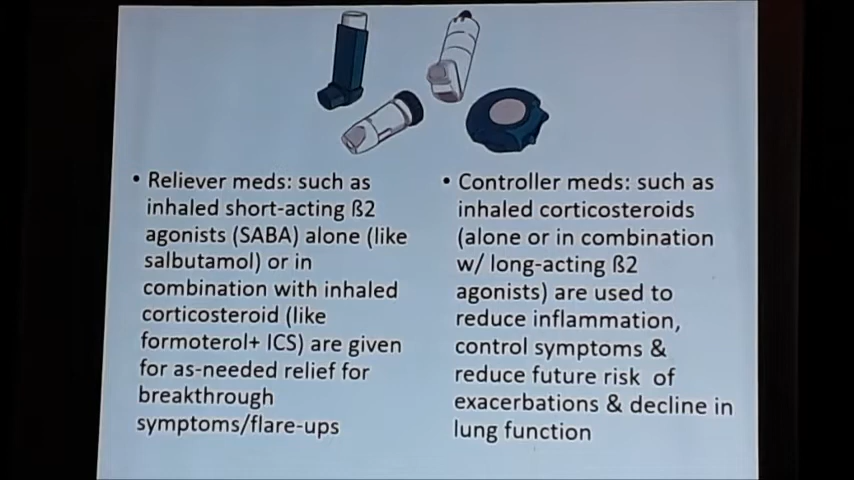 • Reliever meds: such as
inhaled short-acting ß2
agonists (SABA) alone (like
salbutamol) or in
combination with inhaled
corticosteroid (like
formoterol+ ICS) are given
for as-needed relief for
breakthrough
symptoms/flare-ups
• Controller meds: such as
inhaled corticosteroids
(alone or in combination
w/ long-acting ß2
agonists) are used to
reduce inflammation,
control symptoms &
reduce future risk of
exacerbations & decline in
lung function